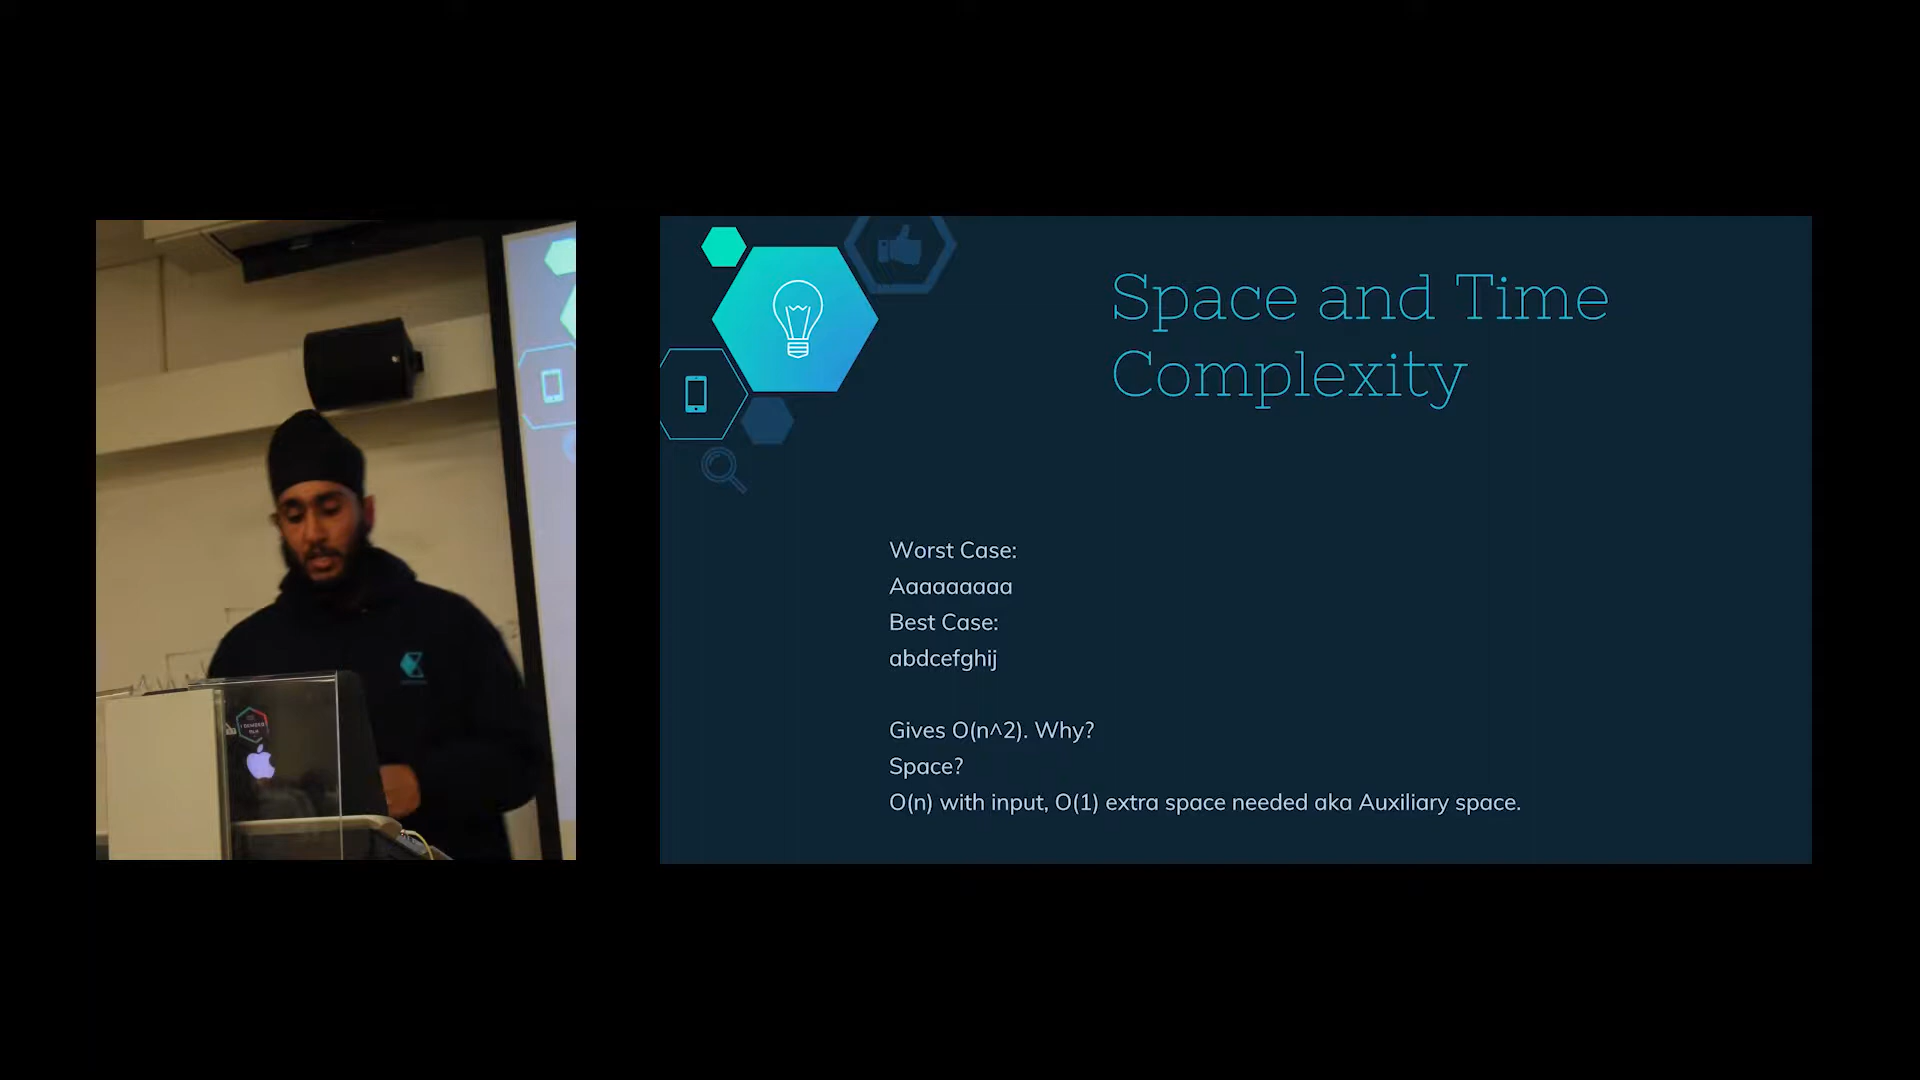 Space and Time
Complexity
Worst Case:
Aaaaaaaaa
Best Case:
abdcefghij
Gives O(n^2). Why?
Space?
O(n) with input, O(1) extra space needed aka Auxiliary space.